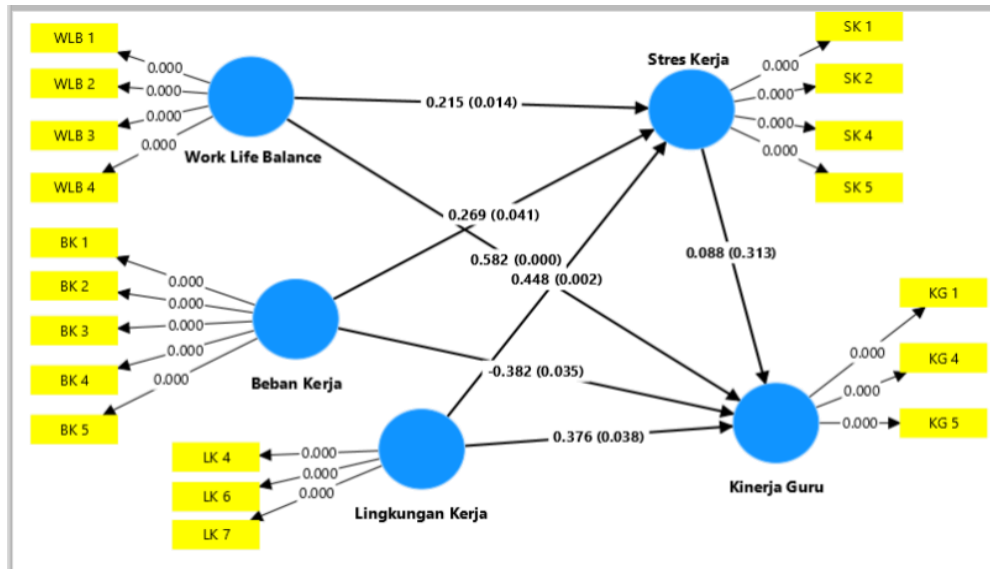 WLB 1
WLB 2
WLB 3
WLB 4
0.000
0.000
0.000
0.000
Work Life Balance
BK 1
BK 2
BK 3
BK 4
BK 5
0.000
0.000
0.000
0.000
0.000
Beban Kerja
LK 4
LK 6
LK 7
0.000
0.000
0.000
Lingkungan Kerja
0.215 (0.014)
0.269 (0.041)
0.582 (0.000)
0.448 (0.002)
-0.382 (0.035)
0.376 (0.038)
0.088 (0.313)
Stres Kerja
0.000
0.000
0.000
0.000
SK 1
SK 2
SK 4
SK 5
Kinerja Guru
0.000
0.000
0.000
KG 1
KG 4
KG 5